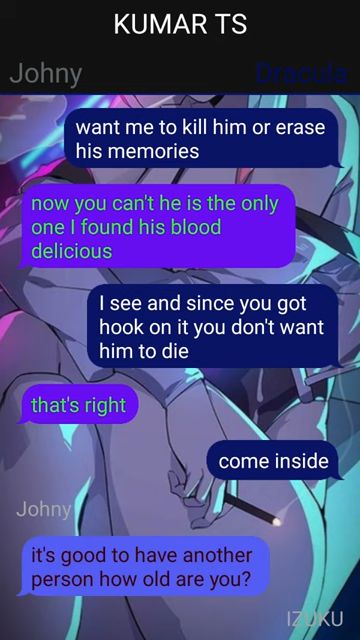 KUMAR TS
Johny
Dracula
want me to kill him or erase
his memories
now you can't he is the only
one I found his blood
delicious
I see and since you got
hook on it you don't want
him to die
that's right
come inside
Johny
it's good to have another
person how old are you?
IZUKU